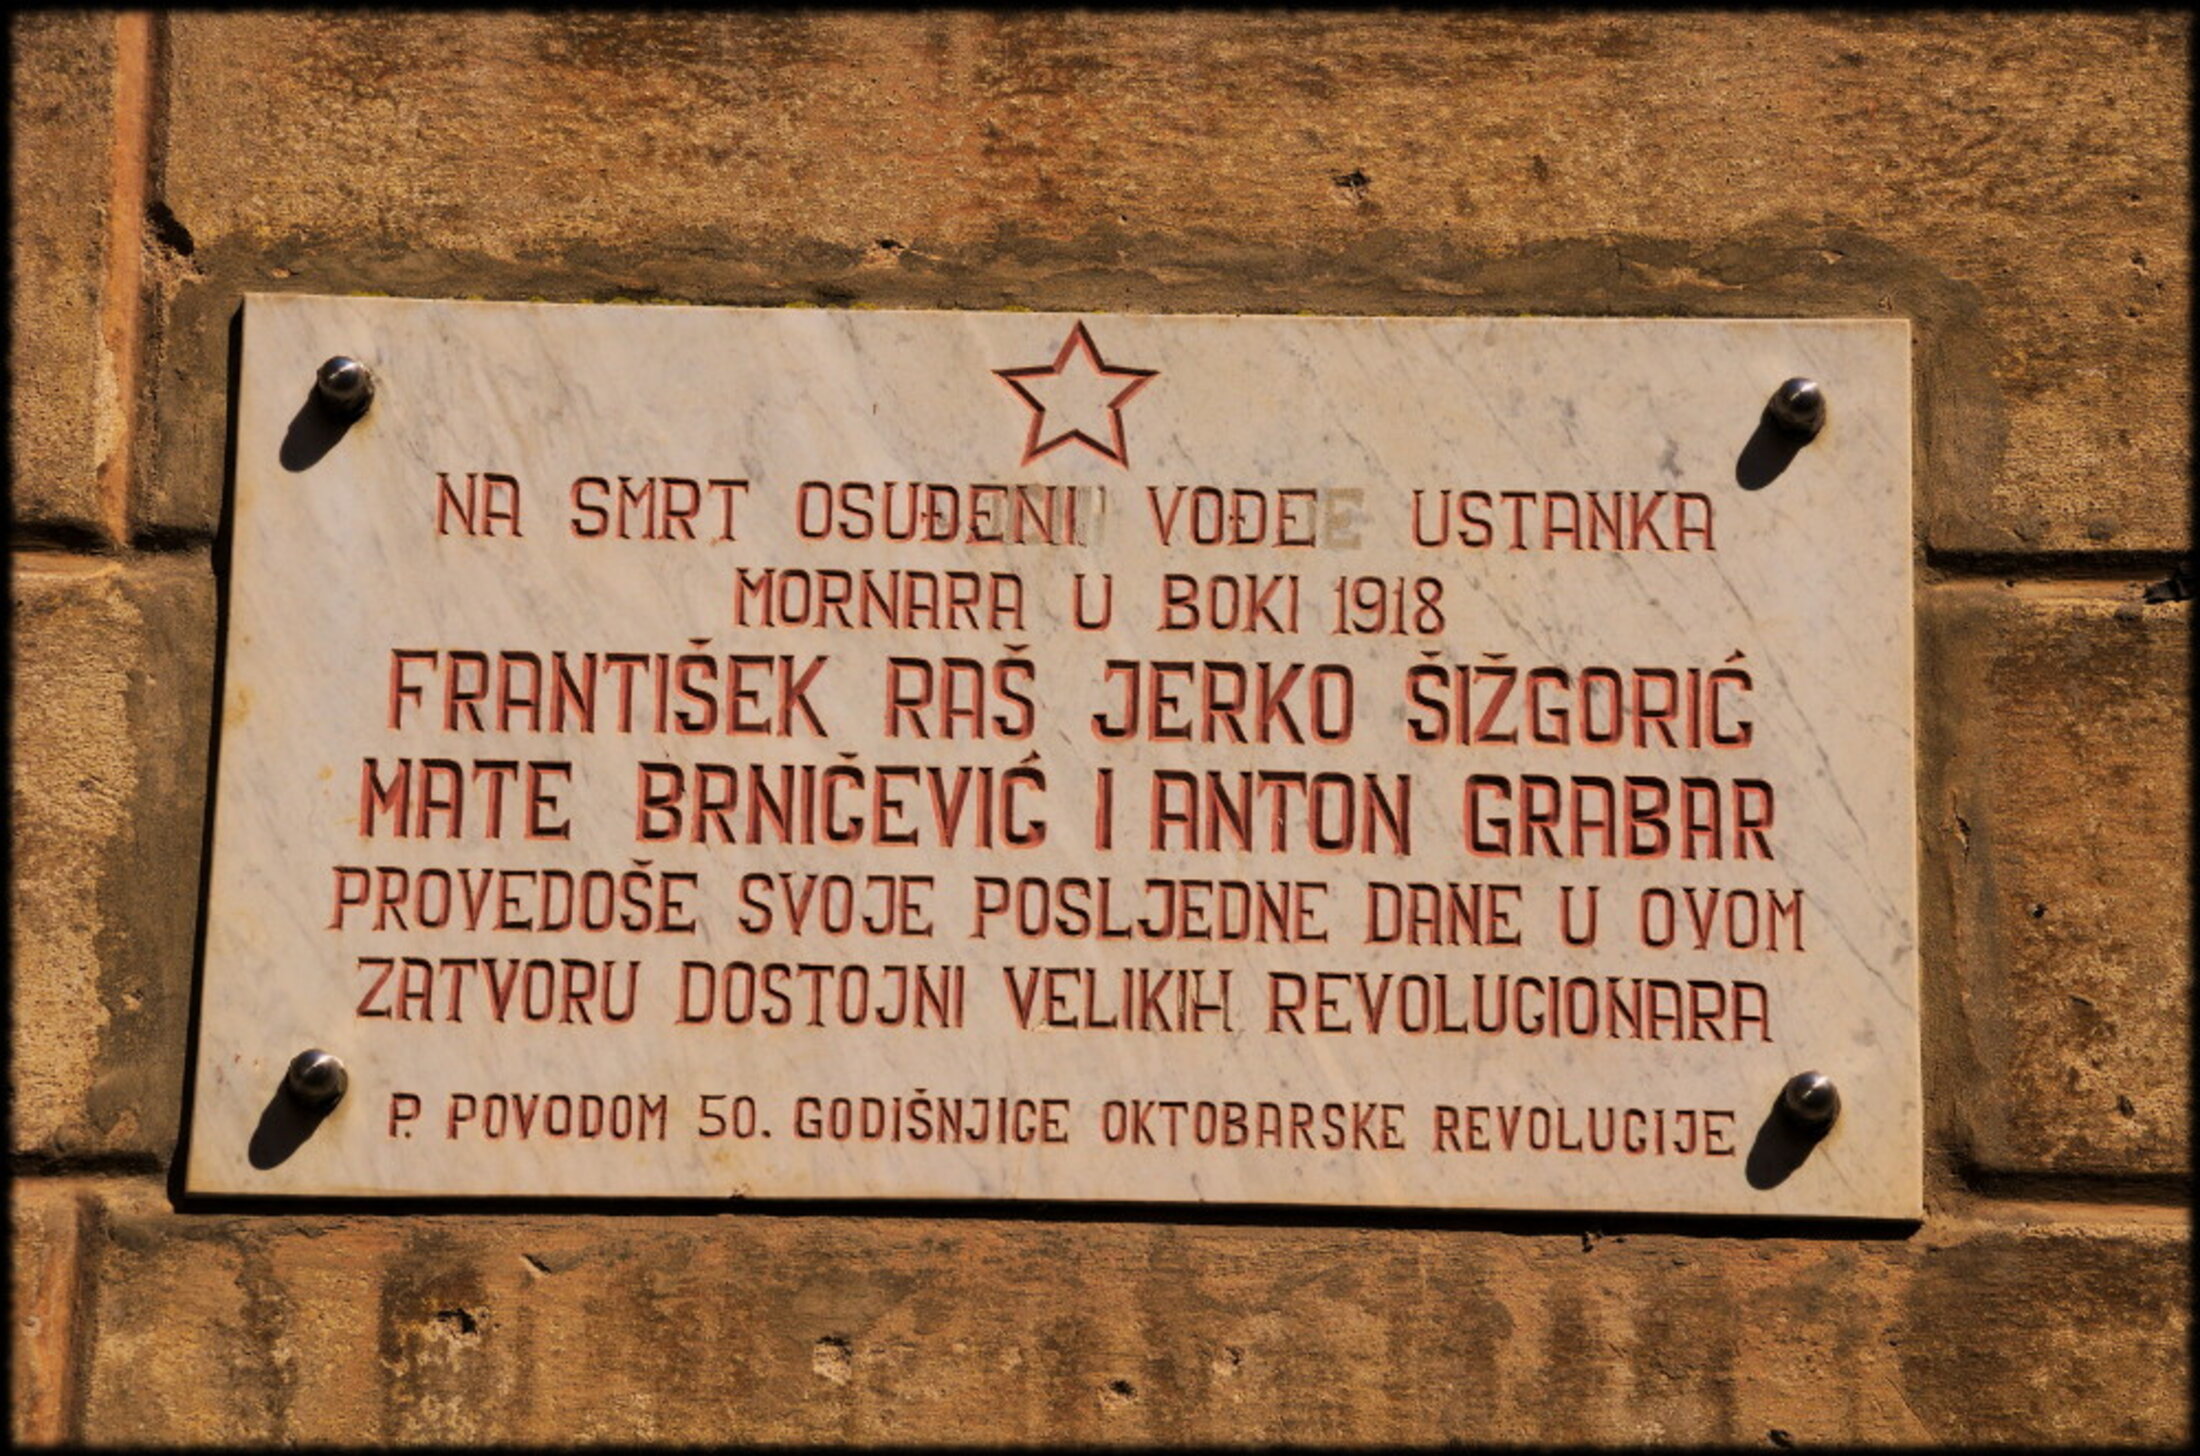 NA SMRT OSUĐENI VOĐE USTANKA
MORNARA U BOKI 1918
FRANTIŠEK RAŠ JERKO ŠIŽGORIĆ
MATE BRNIČEVIĆ I ANTON GRABAR
PROVEDOŠE SVOJE POSLJEDNE DANE U OVOM
ZATVORU DOSTOJNI VELIKIH REVOLUCIONARA
P. POVODOM 50. GODIŠNJICE OKTOBARSKE REVOLUCIJE